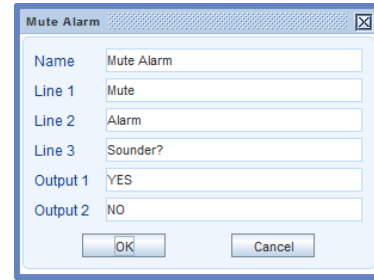 Mute Alarm
Name Mute Alarm
Line 1 Mute
Line 2 Alarm
Line 3 Sounder?
Output 1 YES
Output 2 NO
OK Cancel